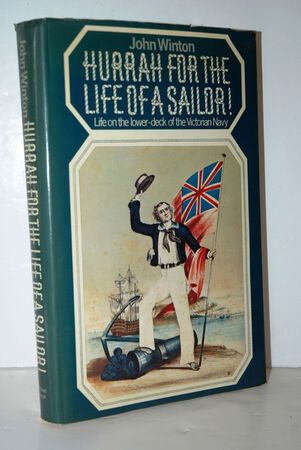 John Winton
HURRAH FOR THE
LIFE OF A SAILOR!
Life on the lower-deck of the Victorian Navy
John Winton HURRAH FOR THE LIFE OF A SAILOR!